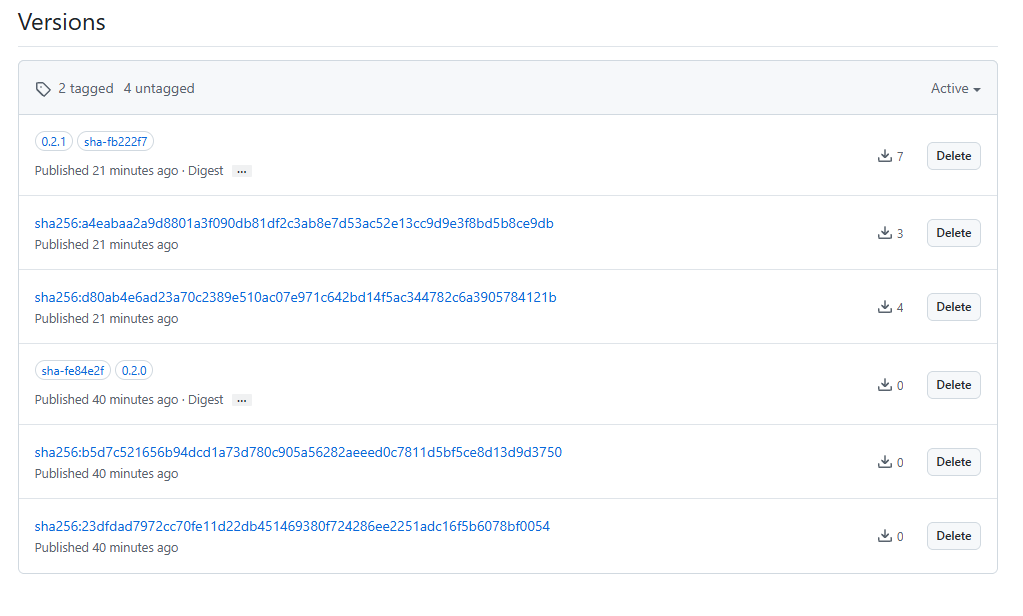 Versions
2 tagged 4 untagged Active
0.2.1 sha-fb222f7
Published 21 minutes ago · Digest ... 7 Delete
sha256:a4eabaa2a9d8801a3f090db81df2c3ab8e7d53ac52e13cc9d9e3f8bd5b8ce9db
Published 21 minutes ago 3 Delete
sha256:d80ab4e6ad23a70c2389e510ac07e971c642bd14f5ac344782c6a3905784121b
Published 21 minutes ago 4 Delete
sha-fe84e2f 0.2.0
Published 40 minutes ago · Digest ... 0 Delete
sha256:b5d7c521656b94dcd1a73d780c905a56282aeeed0c7811d5bf5ce8d13d9d3750
Published 40 minutes ago 0 Delete
sha256:23dfdad7972cc70fe11d22db451469380f724286ee2251adc16f5b6078bf0054
Published 40 minutes ago 0 Delete